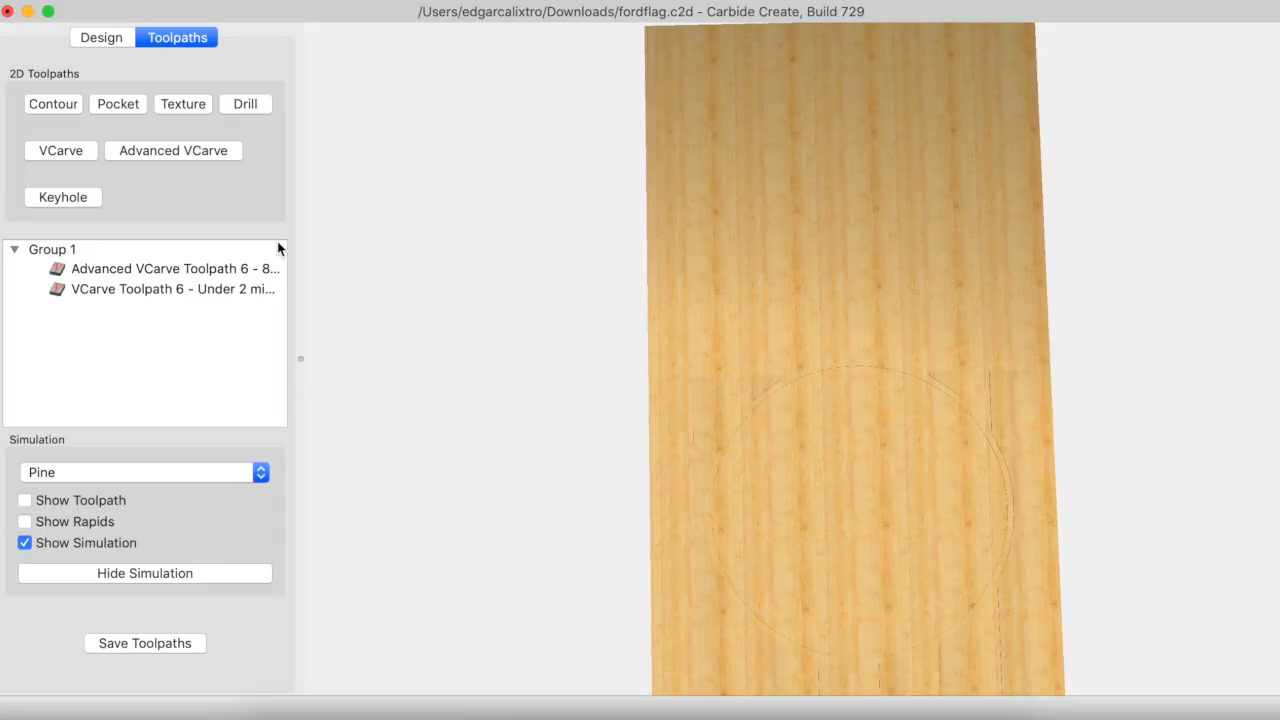 /Users/edgarcalixtro/Downloads/fordflag.c2d - Carbide Create, Build 729
Design Toolpaths
2D Toolpaths
Contour Pocket Texture Drill
VCarve Advanced VCarve
Keyhole
Group 1
Advanced VCarve Toolpath 6 - 8...
VCarve Toolpath 6 - Under 2 mi...
Simulation
Pine
Show Toolpath
Show Rapids
Show Simulation
Hide Simulation
Save Toolpaths